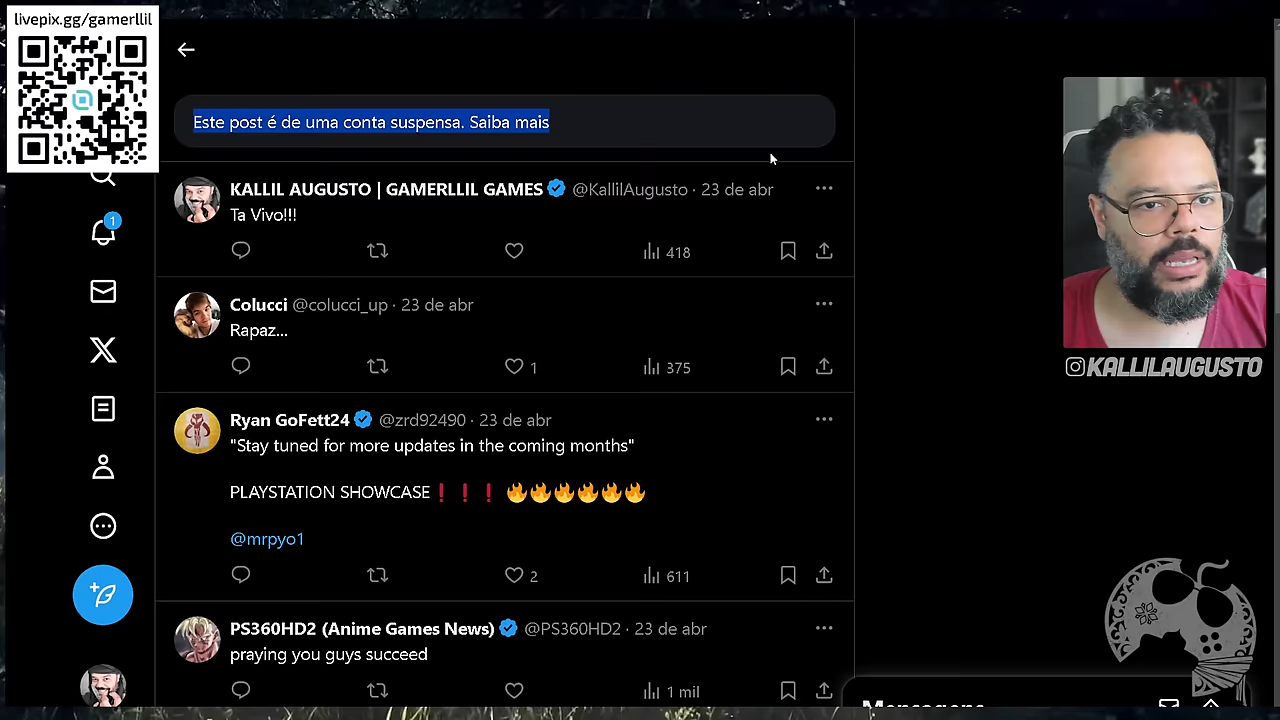 livepix.gg/gamerllil
Este post é de uma conta suspensa. Saiba mais
KALLIL AUGUSTO | GAMERLLIL GAMES @KallilAugusto · 23 de abr
Ta Vivo!!!
418
1
Colucci @colucci_up · 23 de abr
Rapaz...
1 375
Ryan GoFett24 @zrd92490 · 23 de abr
"Stay tuned for more updates in the coming months"
PLAYSTATION SHOWCASE❗❗❗ 🔥🔥🔥🔥🔥🔥
@mrpyo1
2 611
PS360HD2 (Anime Games News) @PS360HD2 · 23 de abr
praying you guys succeed
1 mil
KALLILAUGUSTO
Mensagens